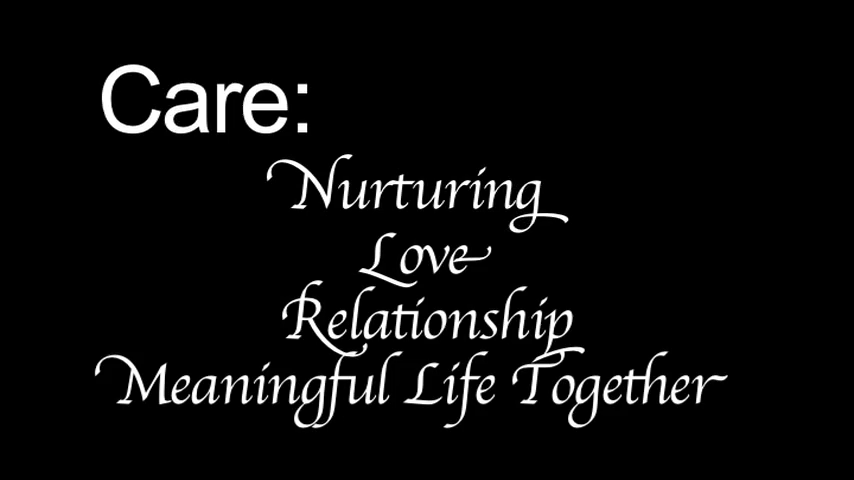 Care:
Nurturing
Love
Relationship
Meaningful Life Together